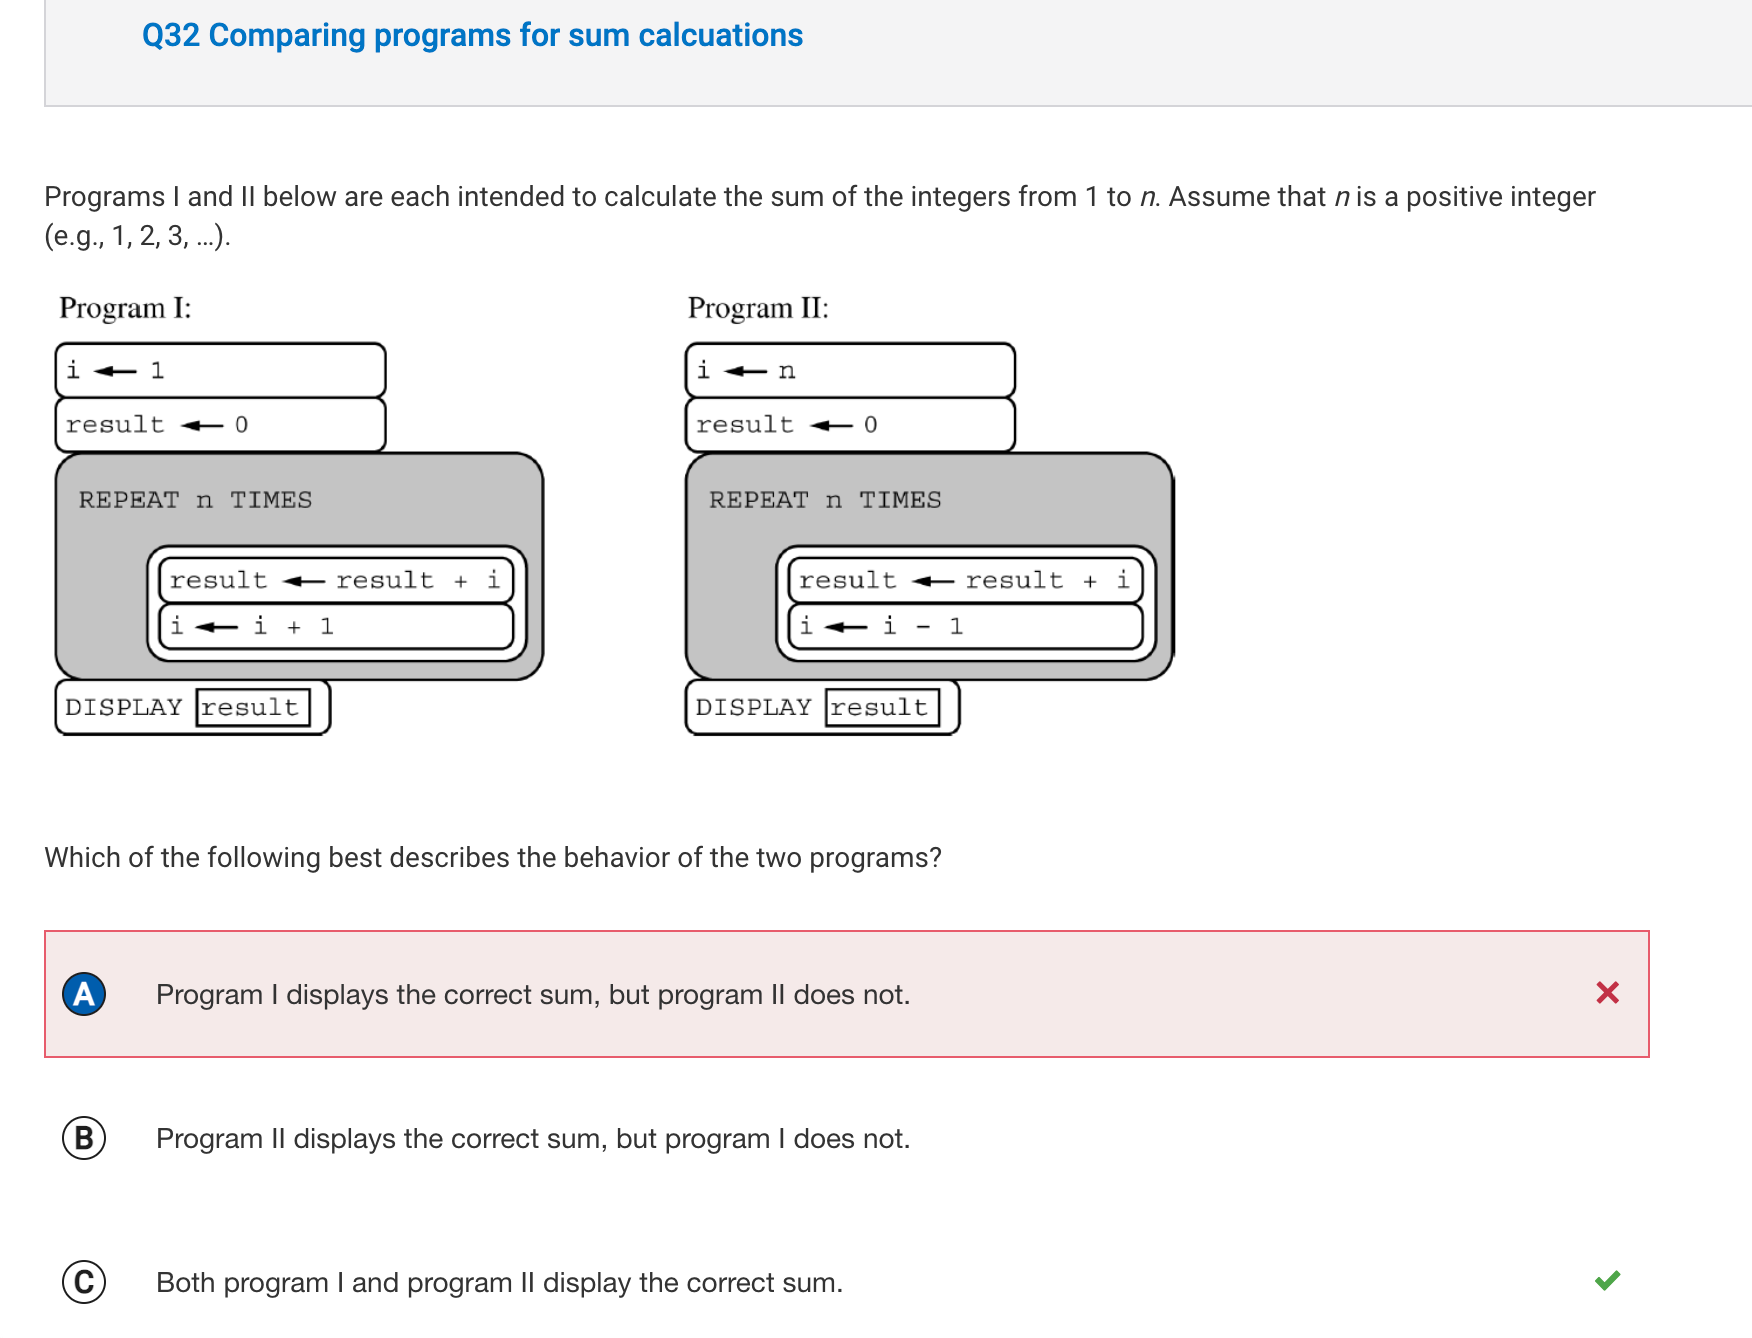 Q32 Comparing programs for sum calcuations
Programs I and II below are each intended to calculate the sum of the integers from 1 to n. Assume that n is a positive integer
(e.g., 1, 2, 3, ...).
Program I:
i ← 1
result ← 0
REPEAT n TIMES
result ← result + i
i ← i + 1
DISPLAY result
Program II:
i ← n
result ← 0
REPEAT n TIMES
result ← result + i
i ← i - 1
DISPLAY result
Which of the following best describes the behavior of the two programs?
A Program I displays the correct sum, but program II does not.
B Program II displays the correct sum, but program I does not.
C Both program I and program II display the correct sum.